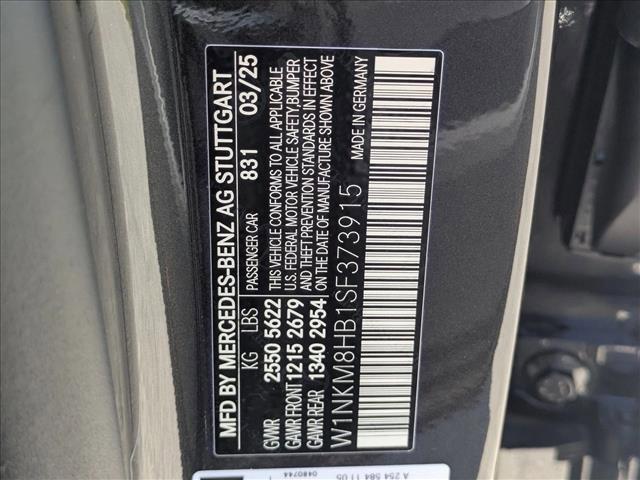 MFD BY MERCEDES-BENZ AG STUTTGART
KG LBS PASSENGER CAR 831 03/25
GVWR 2550 5622 THIS VEHICLE CONFORMS TO ALL APPLICABLE
GAWR FRONT 1215 2679 U.S. FEDERAL MOTOR VEHICLE SAFETY, BUMPER
GAWR REAR 1340 2954 AND THEFT PREVENTION STANDARDS IN EFFECT
ON DATE OF MANUFACTURE SHOWN ABOVE
W1NKM8HB1SF373915 MADE IN GERMANY
0480744
A 254 584 11 05